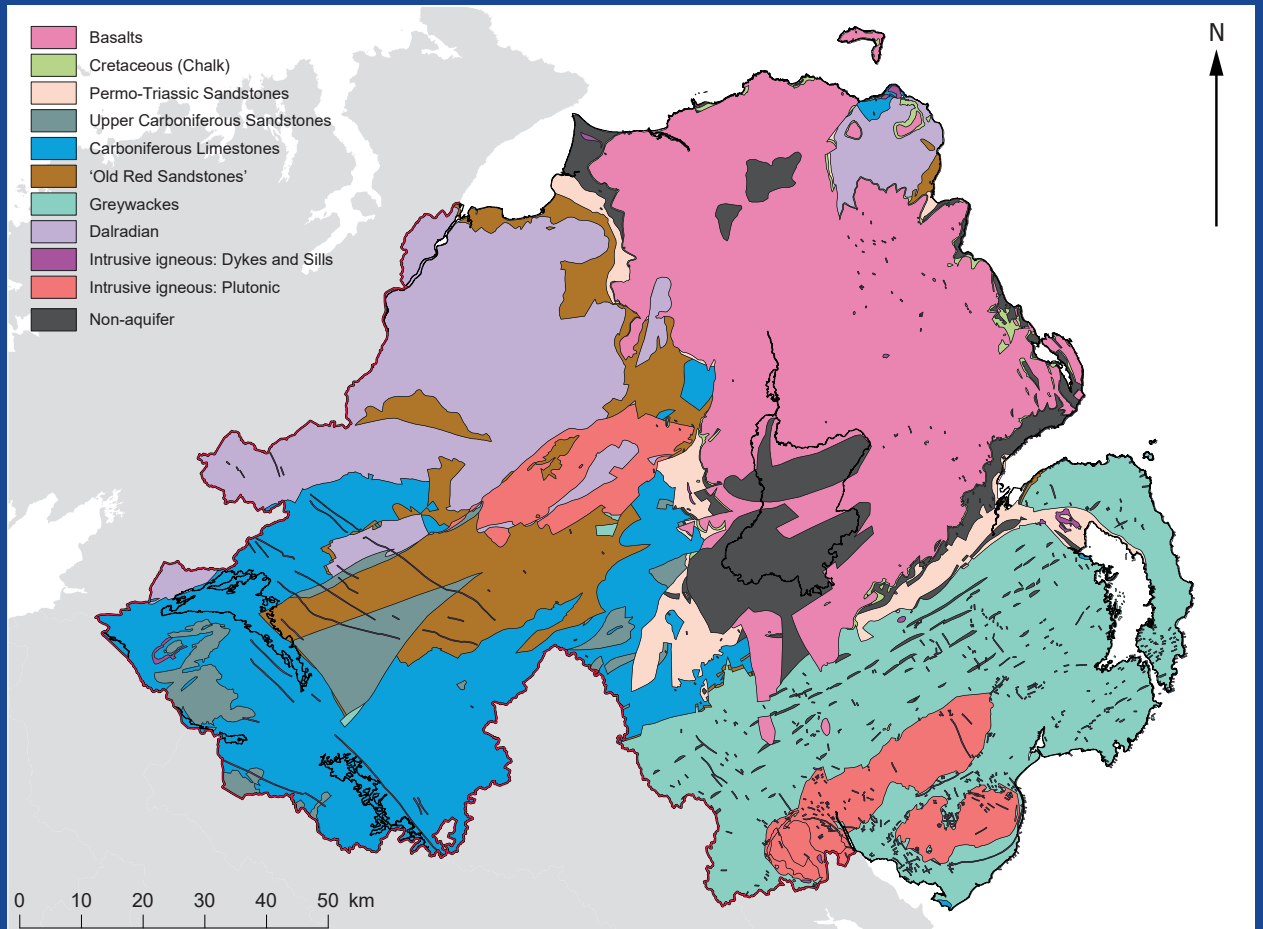 Basalts
Cretaceous (Chalk)
Permo-Triassic Sandstones
Upper Carboniferous Sandstones
Carboniferous Limestones
‘Old Red Sandstones’
Greywackes
Dalradian
Intrusive igneous: Dykes and Sills
Intrusive igneous: Plutonic
Non-aquifer
N
0 10 20 30 40 50 km